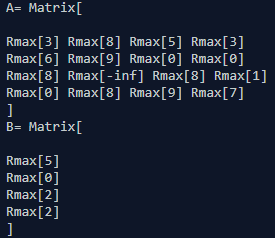 A= Matrix[
Rmax[3] Rmax[8] Rmax[5] Rmax[3]
Rmax[6] Rmax[9] Rmax[0] Rmax[0]
Rmax[8] Rmax[-inf] Rmax[8] Rmax[1]
Rmax[0] Rmax[8] Rmax[9] Rmax[7]
]
B= Matrix[
Rmax[5]
Rmax[0]
Rmax[2]
Rmax[2]
]